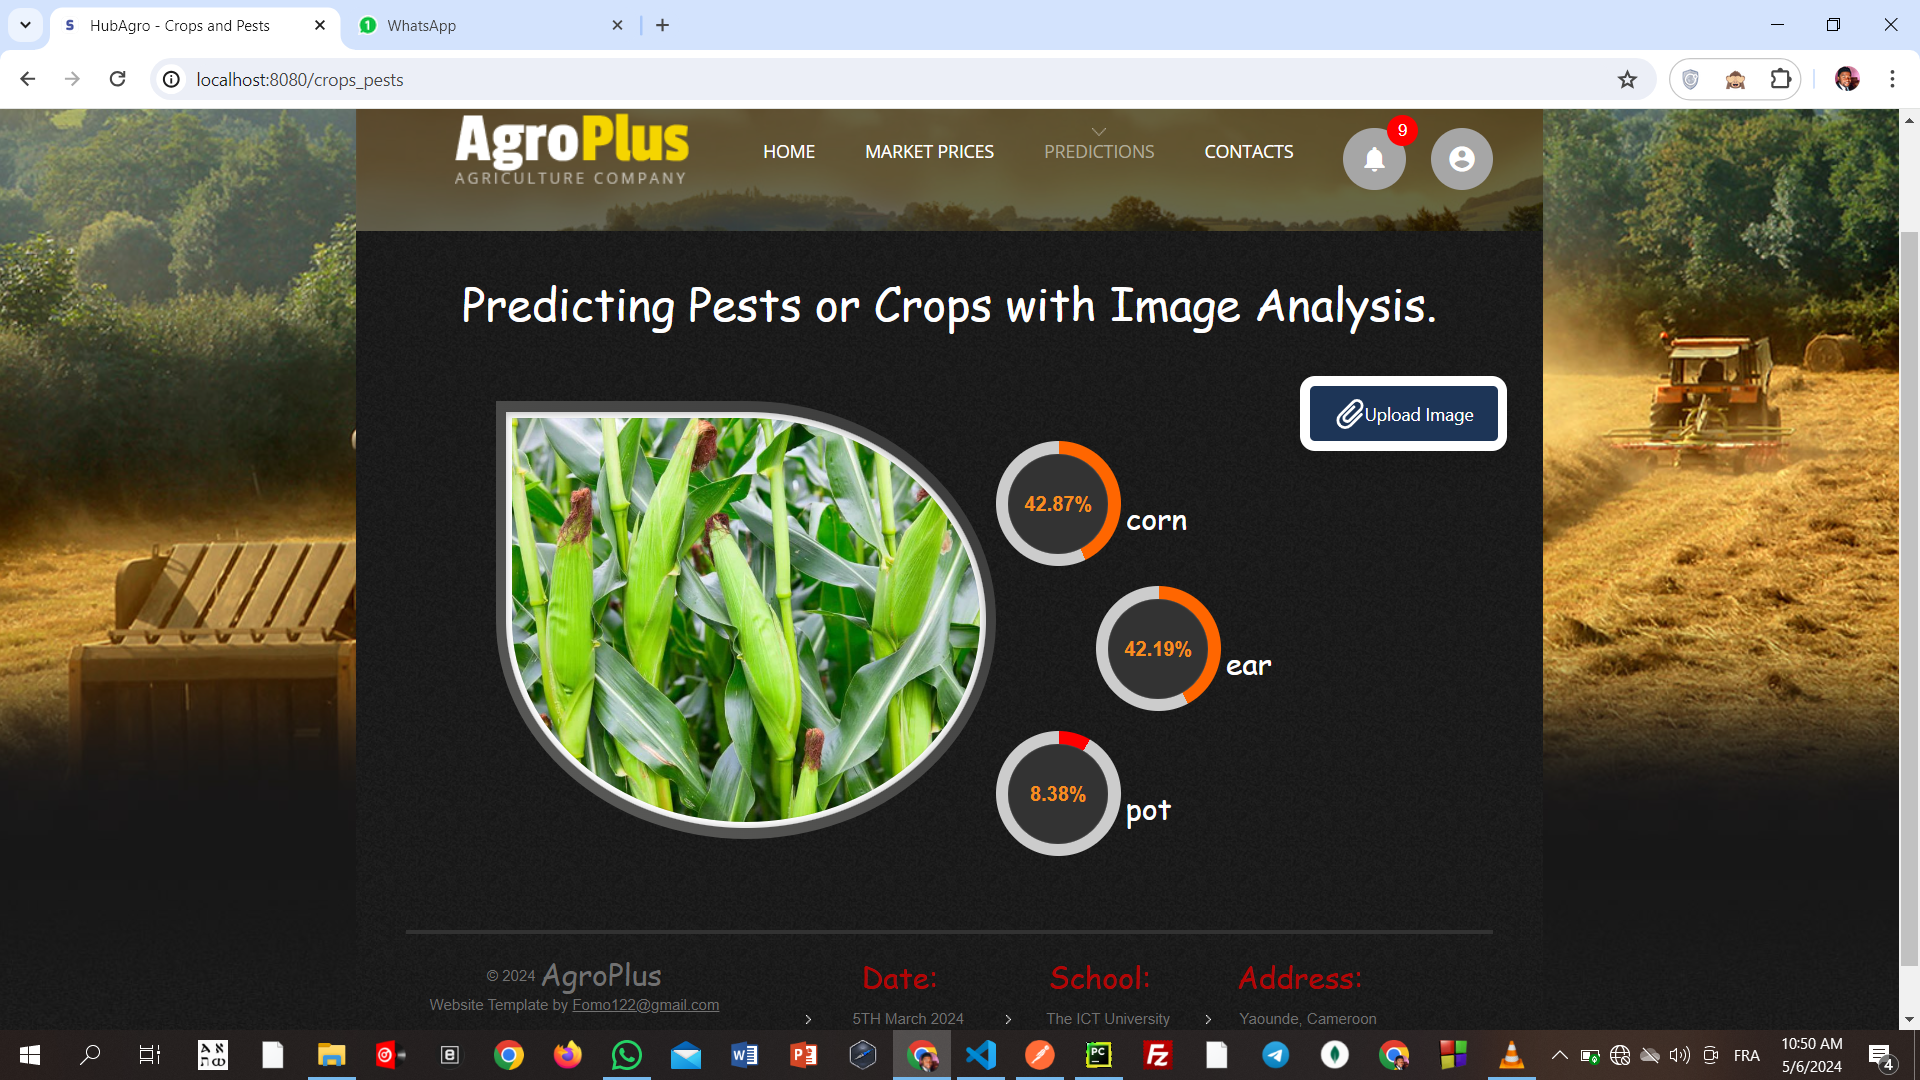 HubAgro - Crops and Pests
WhatsApp
localhost:8080/crops_pests
AgroPlus
AGRICULTURE COMPANY
HOME
MARKET PRICES
PREDICTIONS
CONTACTS
9
Predicting Pests or Crops with Image Analysis.
Upload Image
42.87%
corn
42.19%
ear
8.38%
pot
© 2024 AgroPlus
Website Template by Fomo122@gmail.com
Date:
5TH March 2024
School:
The ICT University
Address:
Yaounde, Cameroon
FRA
10:50 AM
5/6/2024
4